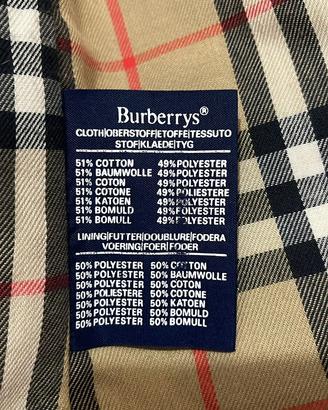 Burberrys®
CLOTH|OBERSTOFF|ETOFFE|TESSUTO
STOF|KLAEDE|TYG
51% COTTON 49% POLYESTER
51% BAUMWOLLE 49% POLYESTER
51% COTON 49% POLYESTER
51% COTONE 49% POLIESTERE
51% KATOEN 49% POLYESTER
51% BOMULD 49% POLYESTER
51% BOMULL 49% POLYESTER
LINING|FUTTER|DOUBLURE|FODERA
VOERING|FOER|FODER
50% POLYESTER 50% COTTON
50% POLYESTER 50% BAUMWOLLE
50% POLYESTER 50% COTON
50% POLIESTERE 50% COTONE
50% POLYESTER 50% KATOEN
50% POLYESTER 50% BOMULD
50% POLYESTER 50% BOMULL